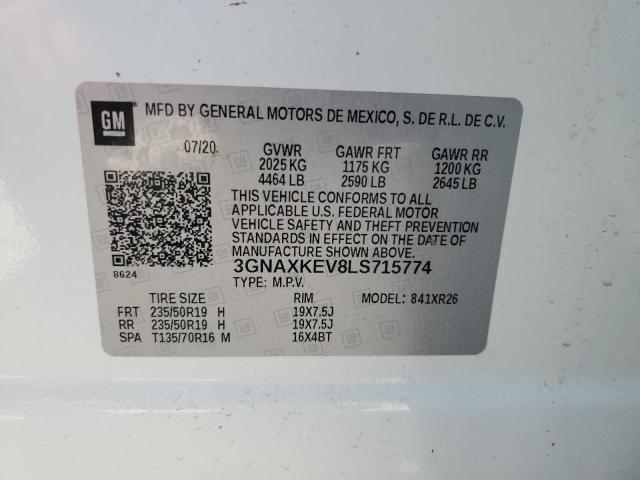 GM
MFD BY GENERAL MOTORS DE MEXICO, S. DE R.L. DE C.V.
07/20 GVWR GAWR FRT GAWR RR
2025 KG 1175 KG 1200 KG
4464 LB 2590 LB 2645 LB
THIS VEHICLE CONFORMS TO ALL
APPLICABLE U.S. FEDERAL MOTOR
VEHICLE SAFETY AND THEFT PREVENTION
STANDARDS IN EFFECT ON THE DATE OF
MANUFACTURE SHOWN ABOVE.
8624
3GNAXKEV8LS715774
TYPE: M.P.V.
TIRE SIZE RIM MODEL: 841XR26
FRT 235/50R19 H 19X7.5J
RR 235/50R19 H 19X7.5J
SPA T135/70R16 M 16X4BT